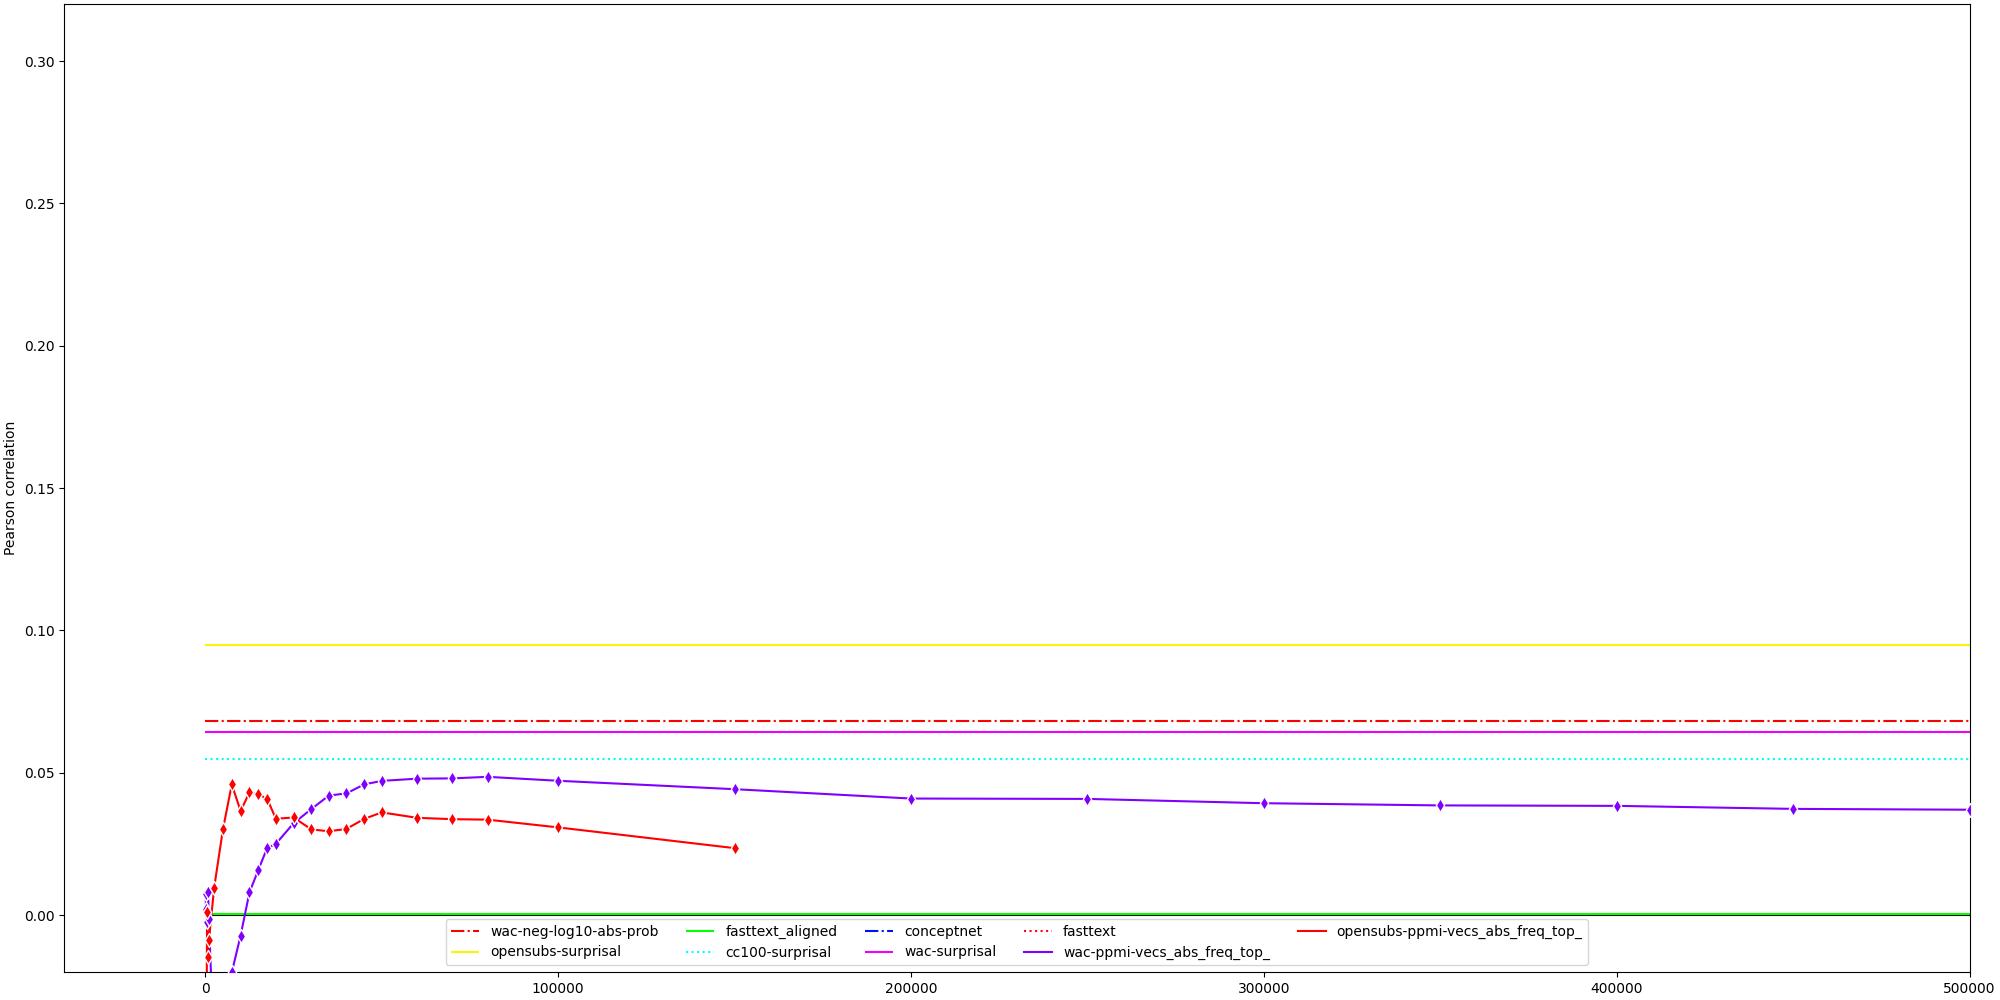 0.30
0.25
0.20
0.15
0.10
0.05
0.00
Pearson correlation
wac-neg-log10-abs-prob
opensubs-surprisal
fasttext_aligned
cc100-surprisal
conceptnet
wac-surprisal
fasttext
wac-ppmi-vecs_abs_freq_top_
opensubs-ppmi-vecs_abs_freq_top_
0 100000 200000 300000 400000 500000